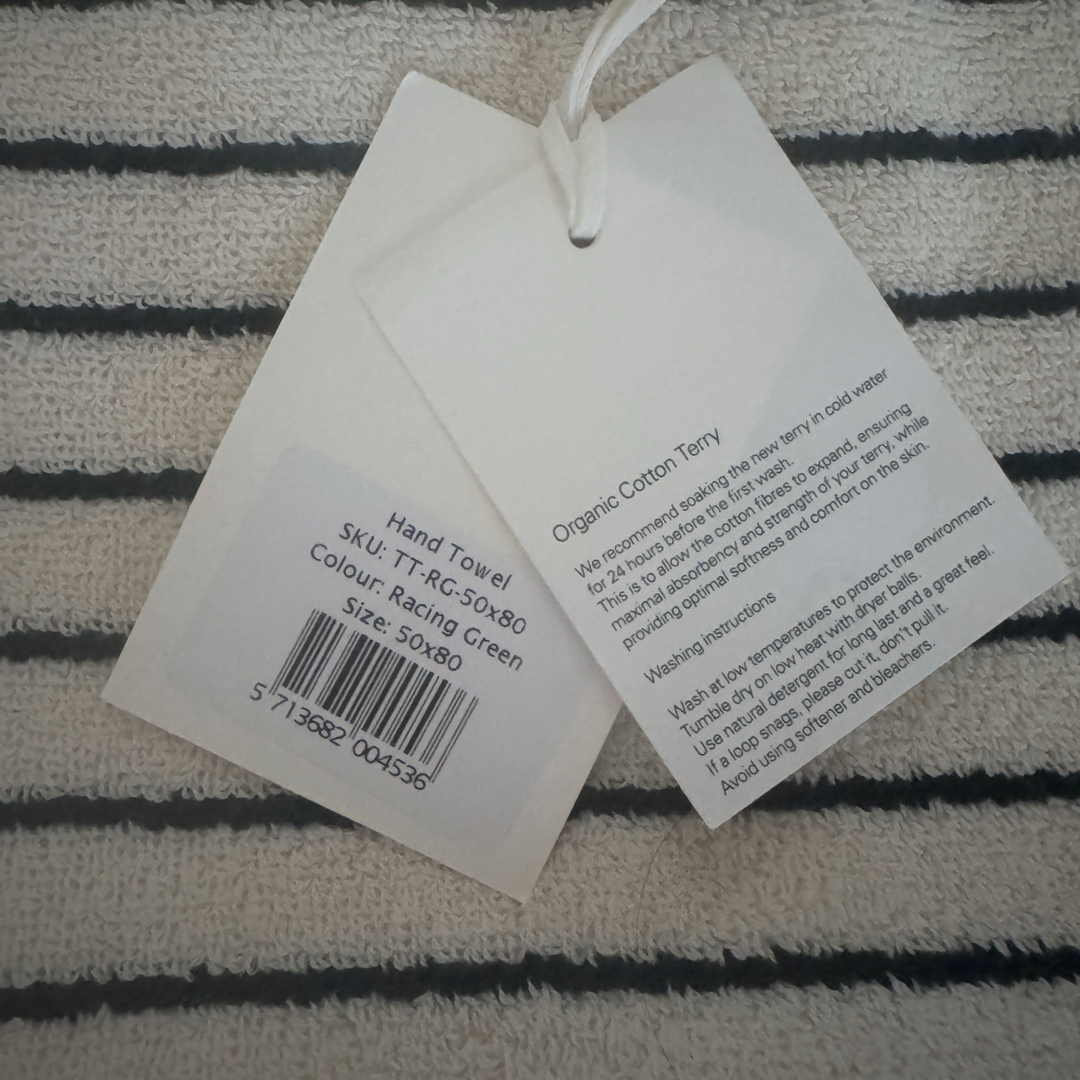 Hand Towel
SKU: TT-RG-50x80
Colour: Racing Green
Size: 50x80
5 713682 004536
Organic Cotton Terry
We recommend soaking the new terry in cold water
for 24 hours before the first wash.
This is to allow the cotton fibres to expand, ensuring
maximal absorbency and strength of your terry, while
providing optimal softness and comfort on the skin.
Washing instructions
Wash at low temperatures to protect the environment.
Tumble dry on low heat with dryer balls.
Use natural detergent for long last and a great feel.
If a loop snags, please cut it, don't pull it.
Avoid using softener and bleachers.